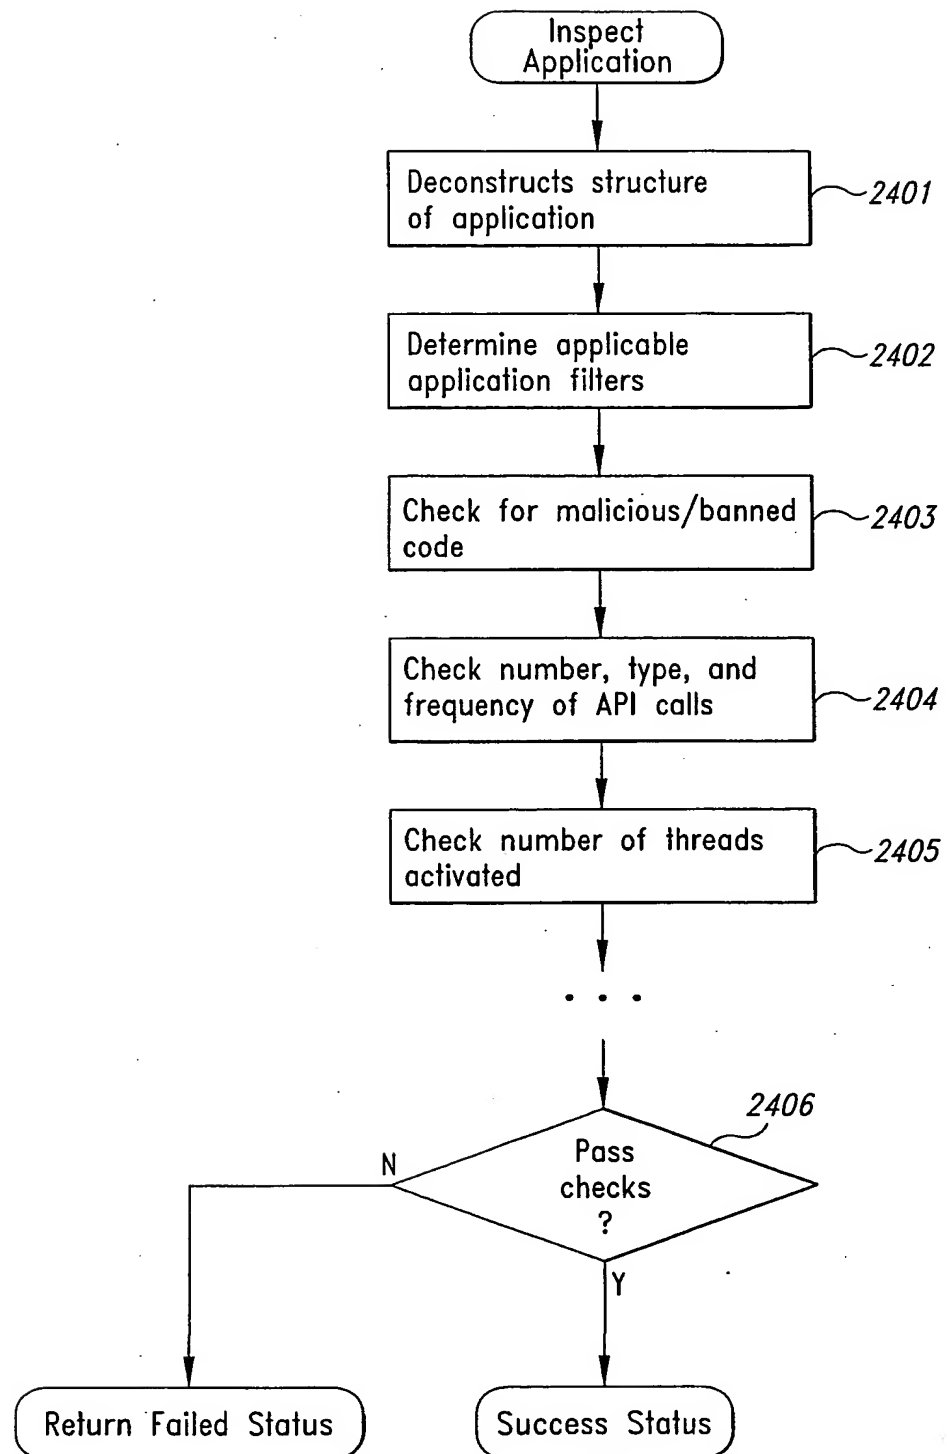 Inspect
Application
Deconstructs structure
of application
2401
Determine applicable
application filters
2402
Check for malicious/banned
code
2403
Check number, type, and
frequency of API calls
2404
Check number of threads
activated
2405
. . .
2406
Pass
checks
?
N
Y
Return Failed Status
Success Status